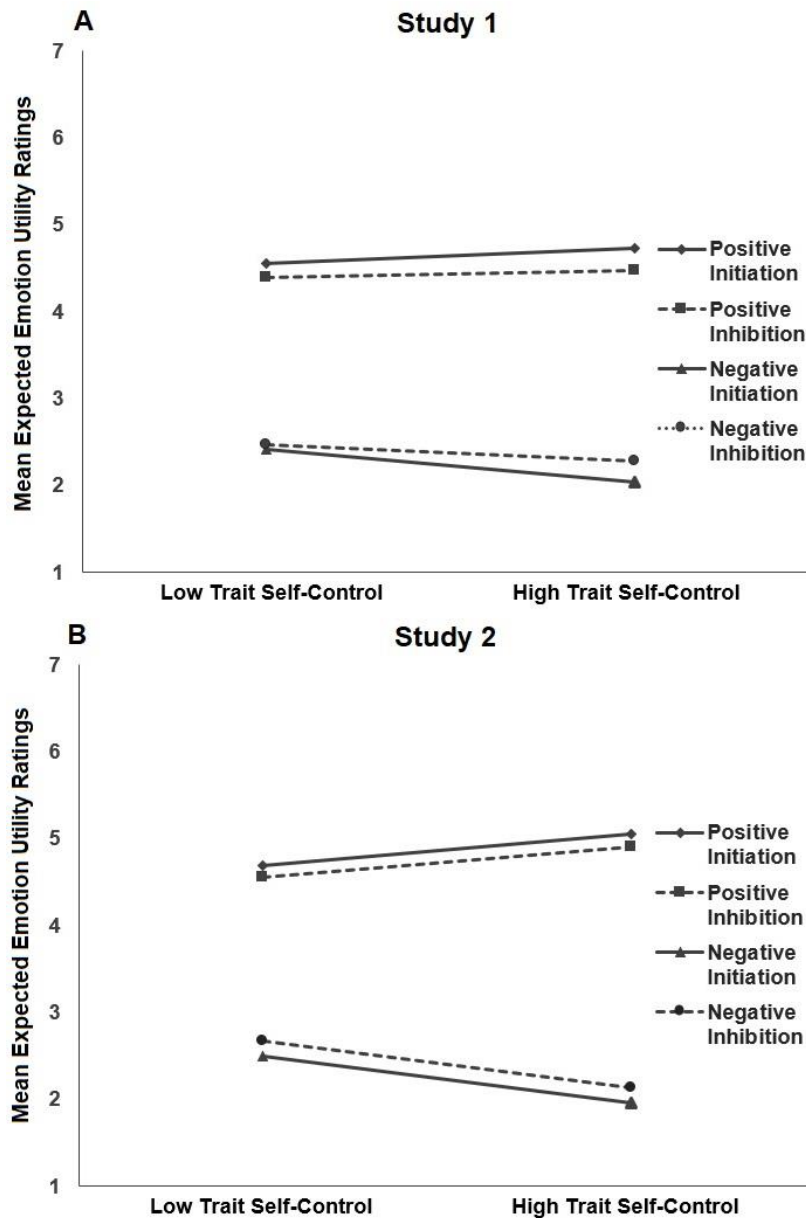 A
Study 1
Mean Expected Emotion Utility Ratings
7
6
5
4
3
2
1
Low Trait Self-Control
High Trait Self-Control
Positive
Initiation
Positive
Inhibition
Negative
Initiation
Negative
Inhibition
B
Study 2
Mean Expected Emotion Utility Ratings
7
6
5
4
3
2
1
Low Trait Self-Control
High Trait Self-Control
Positive
Initiation
Positive
Inhibition
Negative
Initiation
Negative
Inhibition